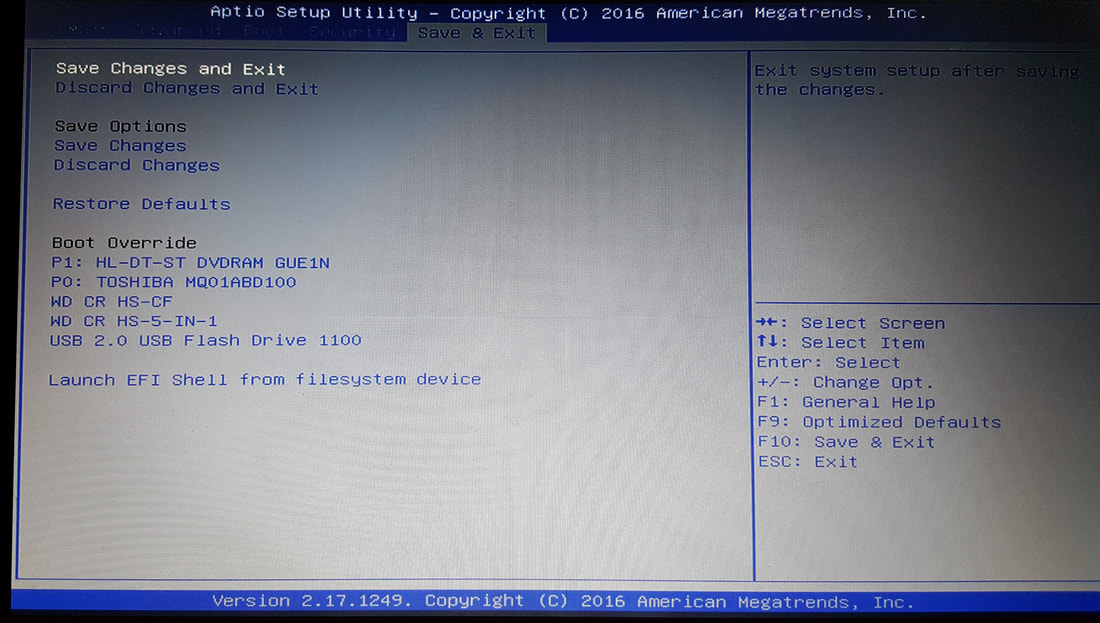 Aptio Setup Utility – Copyright (C) 2016 American Megatrends, Inc.
Main Advanced Boot Security Save & Exit
Save Changes and Exit
Discard Changes and Exit
Save Options
Save Changes
Discard Changes
Restore Defaults
Boot Override
P1: HL-DT-ST DVDRAM GUE1N
P0: TOSHIBA MQ01ABD100
WD CR HS-CF
WD CR HS-5-IN-1
USB 2.0 USB Flash Drive 1100
Launch EFI Shell from filesystem device
Exit system setup after saving
the changes.
→←: Select Screen
↑↓: Select Item
Enter: Select
+/-: Change Opt.
F1: General Help
F9: Optimized Defaults
F10: Save & Exit
ESC: Exit
Version 2.17.1249. Copyright (C) 2016 American Megatrends, Inc.